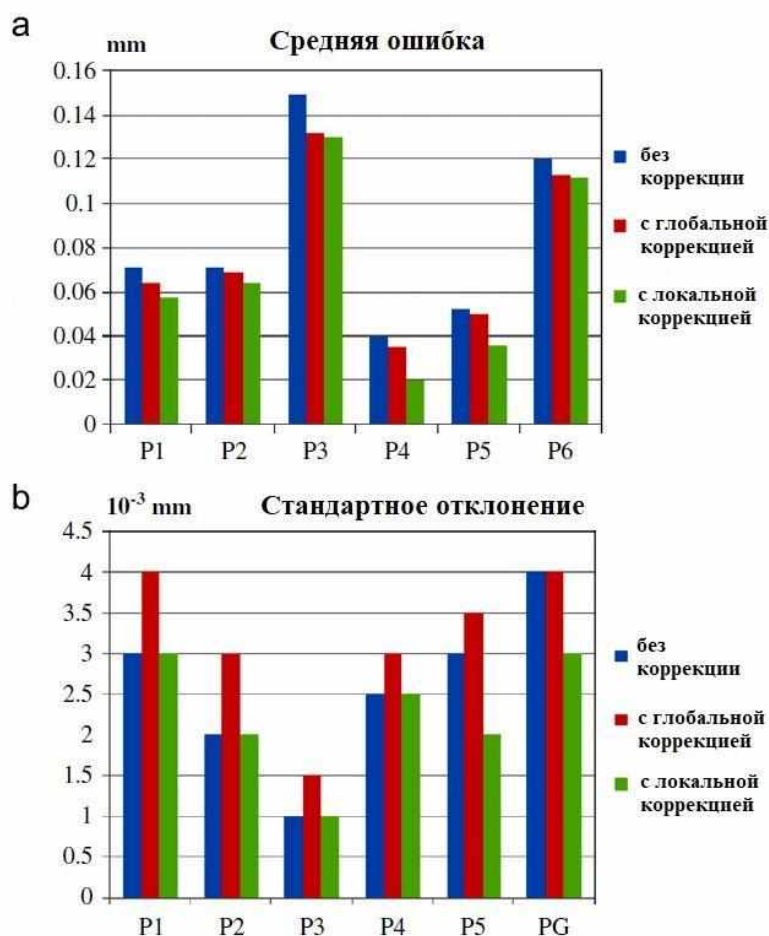 a
mm
Средняя ошибка
0.16
0.14
0.12
0.1
0.08
0.06
0.04
0.02
0
P1 P2 P3 P4 P5 P6
без
коррекции
с глобальной
коррекцией
с локальной
коррекцией
b
10⁻³ mm
Стандартное отклонение
4.5
4
3.5
3
2.5
2
1.5
1
0.5
0
P1 P2 P3 P4 P5 PG
без
коррекции
с глобальной
коррекцией
с локальной
коррекцией